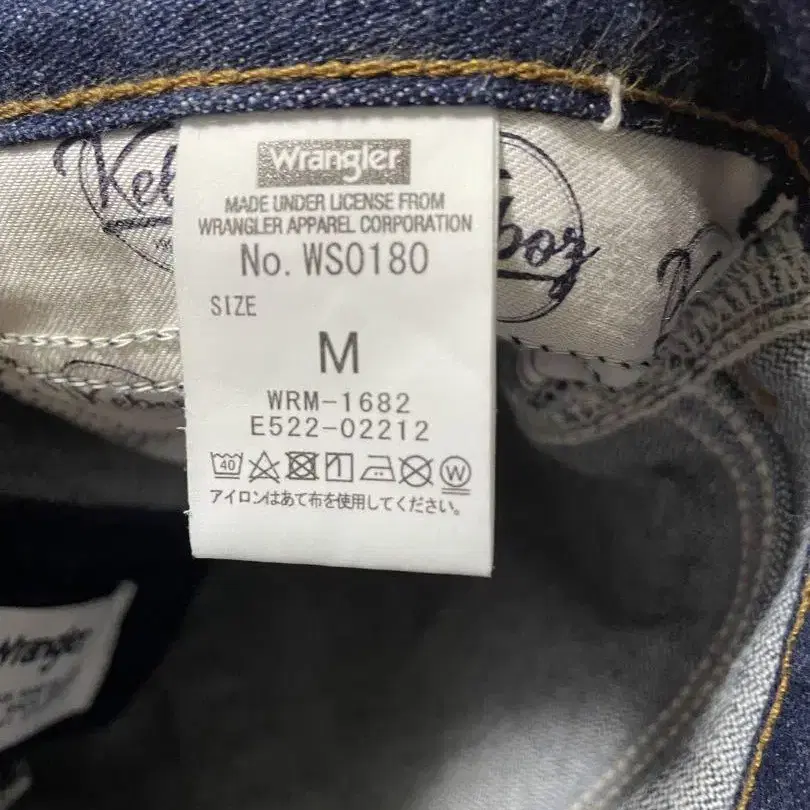 Wrangler
MADE UNDER LICENSE FROM
WRANGLER APPAREL CORPORATION
No. WS0180
SIZE
M
WRM-1682
E522-02212
40
W
アイロンはあて布を使用してください。
Wrangler